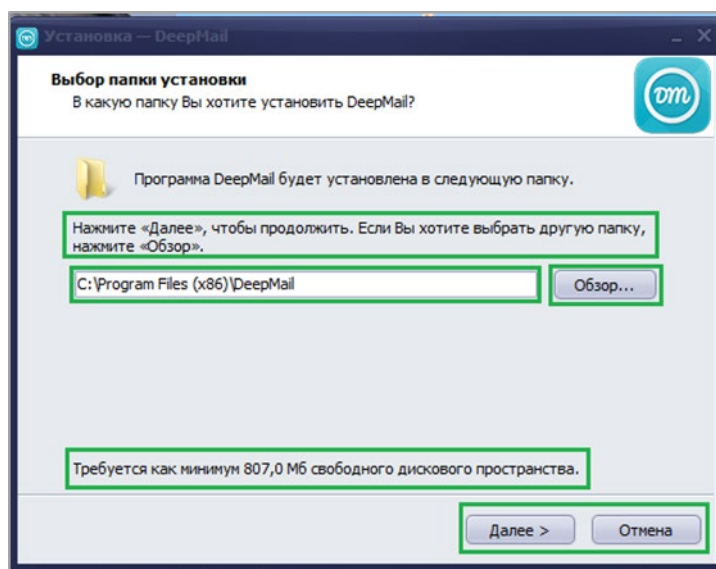 Установка — DeepMail
Выбор папки установки
В какую папку Вы хотите установить DeepMail?
DM
Программа DeepMail будет установлена в следующую папку.
Нажмите «Далее», чтобы продолжить. Если Вы хотите выбрать другую папку,
нажмите «Обзор».
C:\Program Files (x86)\DeepMail
Обзор...
Требуется как минимум 807,0 Мб свободного дискового пространства.
Далее >
Отмена